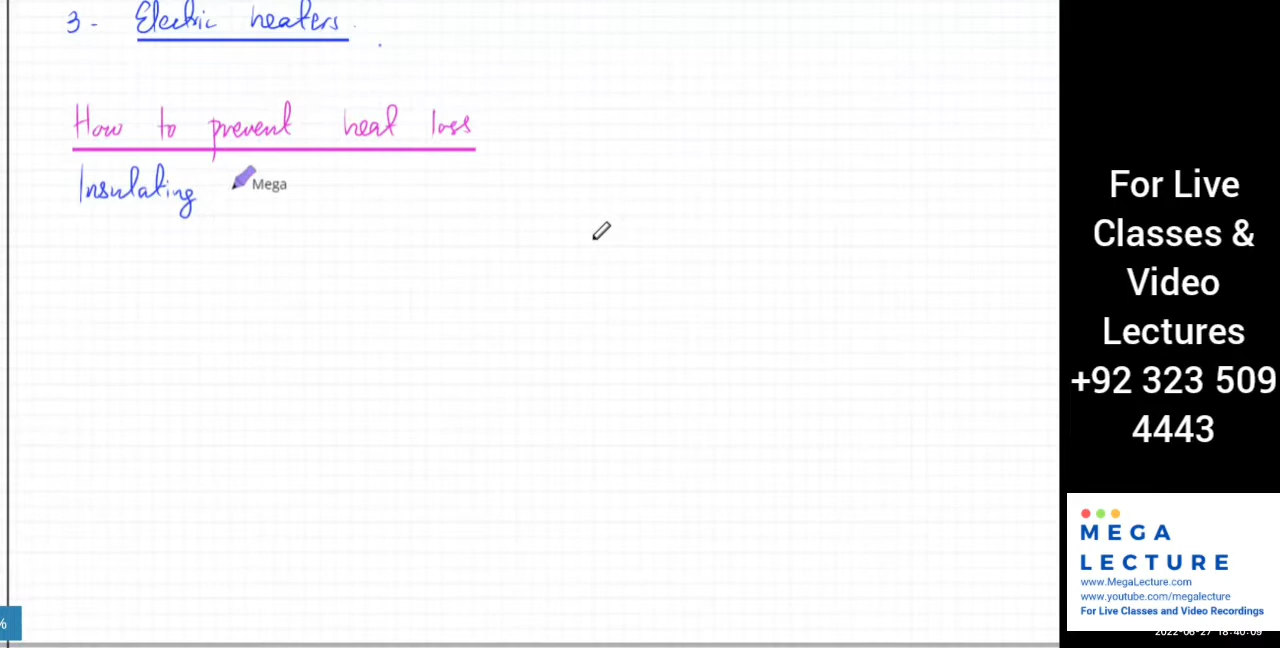 3 - Electric heaters.
How to prevent heat loss
Insulating
Mega
For Live
Classes &
Video
Lectures
+92 323 509
4443
MEGA
LECTURE
www.MegaLecture.com
www.youtube.com/megalecture
For Live Classes and Video Recordings
2022-06-27 18:40:09
%